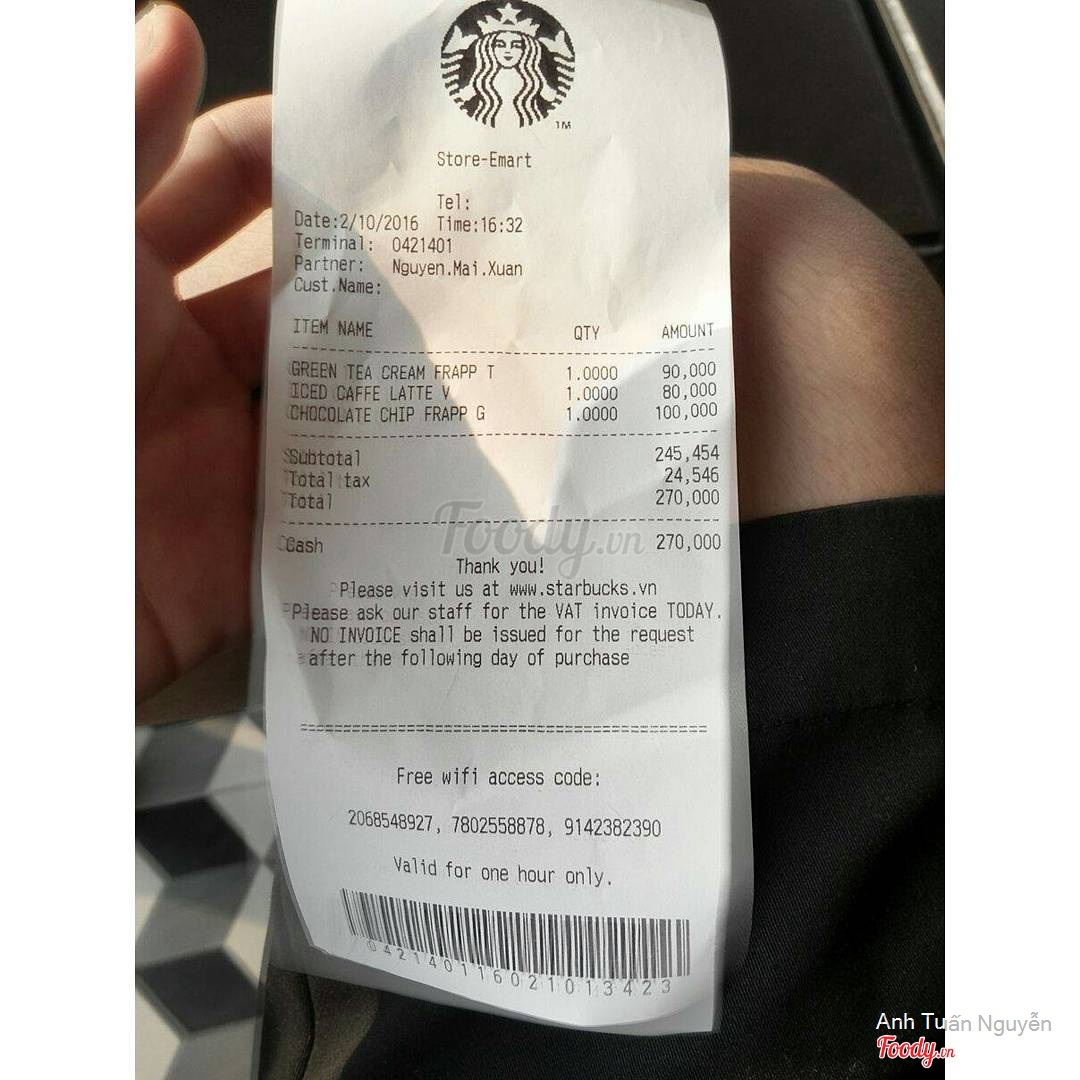 TM
Store-Emart
Tel:
Date:2/10/2016 Time:16:32
Terminal: 0421401
Partner: Nguyen.Mai.Xuan
Cust.Name:
ITEM NAME QTY AMOUNT
GREEN TEA CREAM FRAPP T 1.0000 90,000
ICED CAFFE LATTE V 1.0000 80,000
CHOCOLATE CHIP FRAPP G 1.0000 100,000
Subtotal 245,454
Total tax 24,546
Total 270,000
Foody.vn
Cash 270,000
Thank you!
Please visit us at www.starbucks.vn
Please ask our staff for the VAT invoice TODAY.
NO INVOICE shall be issued for the request
after the following day of purchase
Free wifi access code:
2068548927, 7802558878, 9142382390
Valid for one hour only.
042140116021013423
Anh Tuấn Nguyễn
Foody.vn